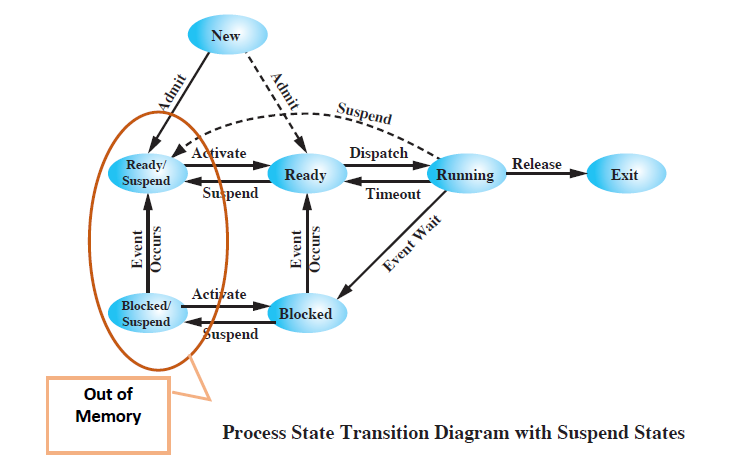 New
Admit
Admit
Suspend
Ready/
Suspend
Activate
Suspend
Ready
Dispatch
Timeout
Running
Release
Exit
Event
Occurs
Event
Occurs
Event Wait
Blocked/
Suspend
Activate
Suspend
Blocked
Out of
Memory
Process State Transition Diagram with Suspend States